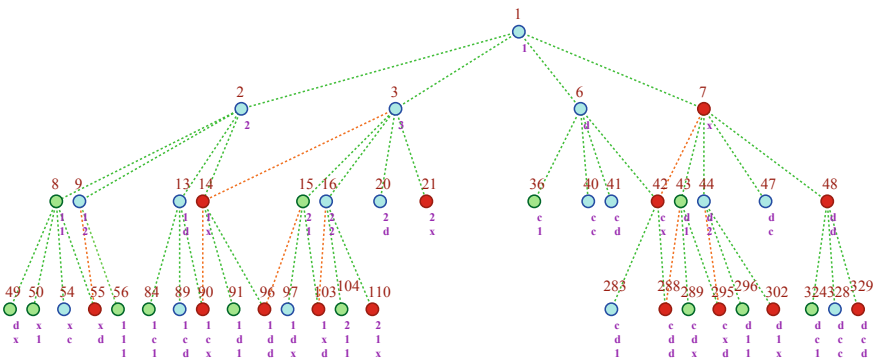 1
1
2 3 6 7
2 3 d x
8 9 13 14 15 16 20 21 36 40 41 42 43 44 47 48
1 1 1 1 2 2 2 2 c c c c d d d d
1 2 d x 1 2 d x 1 c d x 1 2 c d
49 50 54 55 56 84 89 90 91 96 97 103 104 110 283 288 289 295 296 302 324 328 329
d x x x 1 1 1 1 1 1 1 1 2 2 c c c c d d d d d
x 1 c d 1 c c c d d d x 1 1 d d d x 1 1 c c c
1 1 d x 1 d x d 1 x 1 d x d 1 x 1 d d